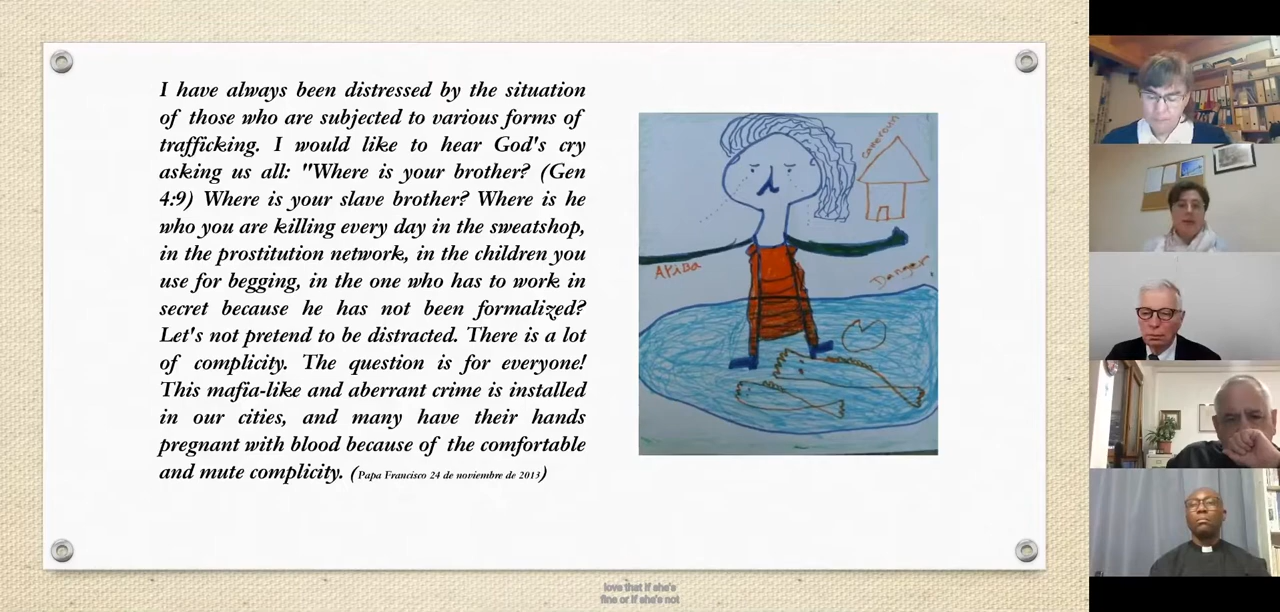 I have always been distressed by the situation
of those who are subjected to various forms of
trafficking. I would like to hear God's cry
asking us all: "Where is your brother? (Gen
4:9) Where is your slave brother? Where is he
who you are killing every day in the sweatshop,
in the prostitution network, in the children you
use for begging, in the one who has to work in
secret because he has not been formalized?
Let's not pretend to be distracted. There is a lot
of complicity. The question is for everyone!
This mafia-like and aberrant crime is installed
in our cities, and many have their hands
pregnant with blood because of the comfortable
and mute complicity. (Papa Francisco 24 de noviembre de 2013)
Cameroun
Danger
love that if she's
fine or if she's not